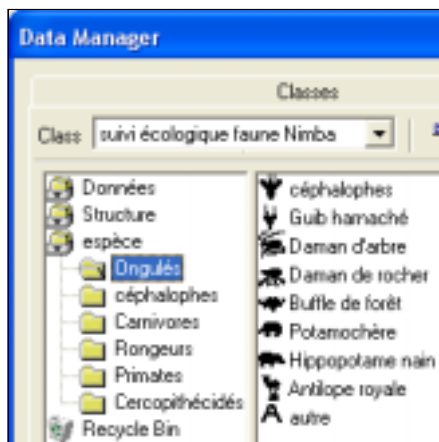 Data Manager
Classes
Class suivi écologique faune Nimba
Données
Structure
espèce
Ongulés
céphalophes
Carnivores
Rongeurs
Primates
Cercopithécidés
Recycle Bin
céphalophes
Guib harnaché
Daman d'arbre
Daman de rocher
Buffle de forêt
Potamochère
Hippopotame nain
Antilope royale
autre